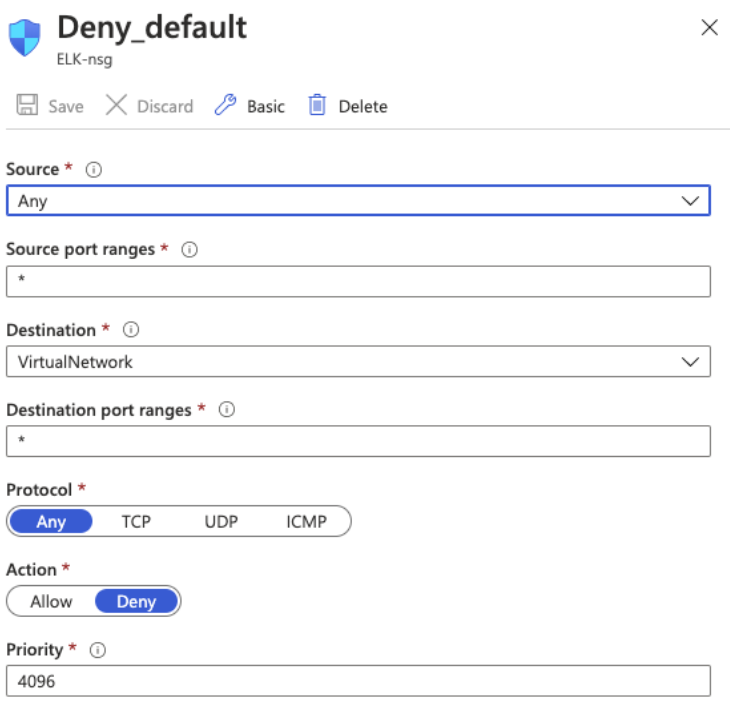 Deny_default
ELK-nsg
Save Discard Basic Delete
Source *
Any
Source port ranges *
*
Destination *
VirtualNetwork
Destination port ranges *
*
Protocol *
Any TCP UDP ICMP
Action *
Allow Deny
Priority *
4096